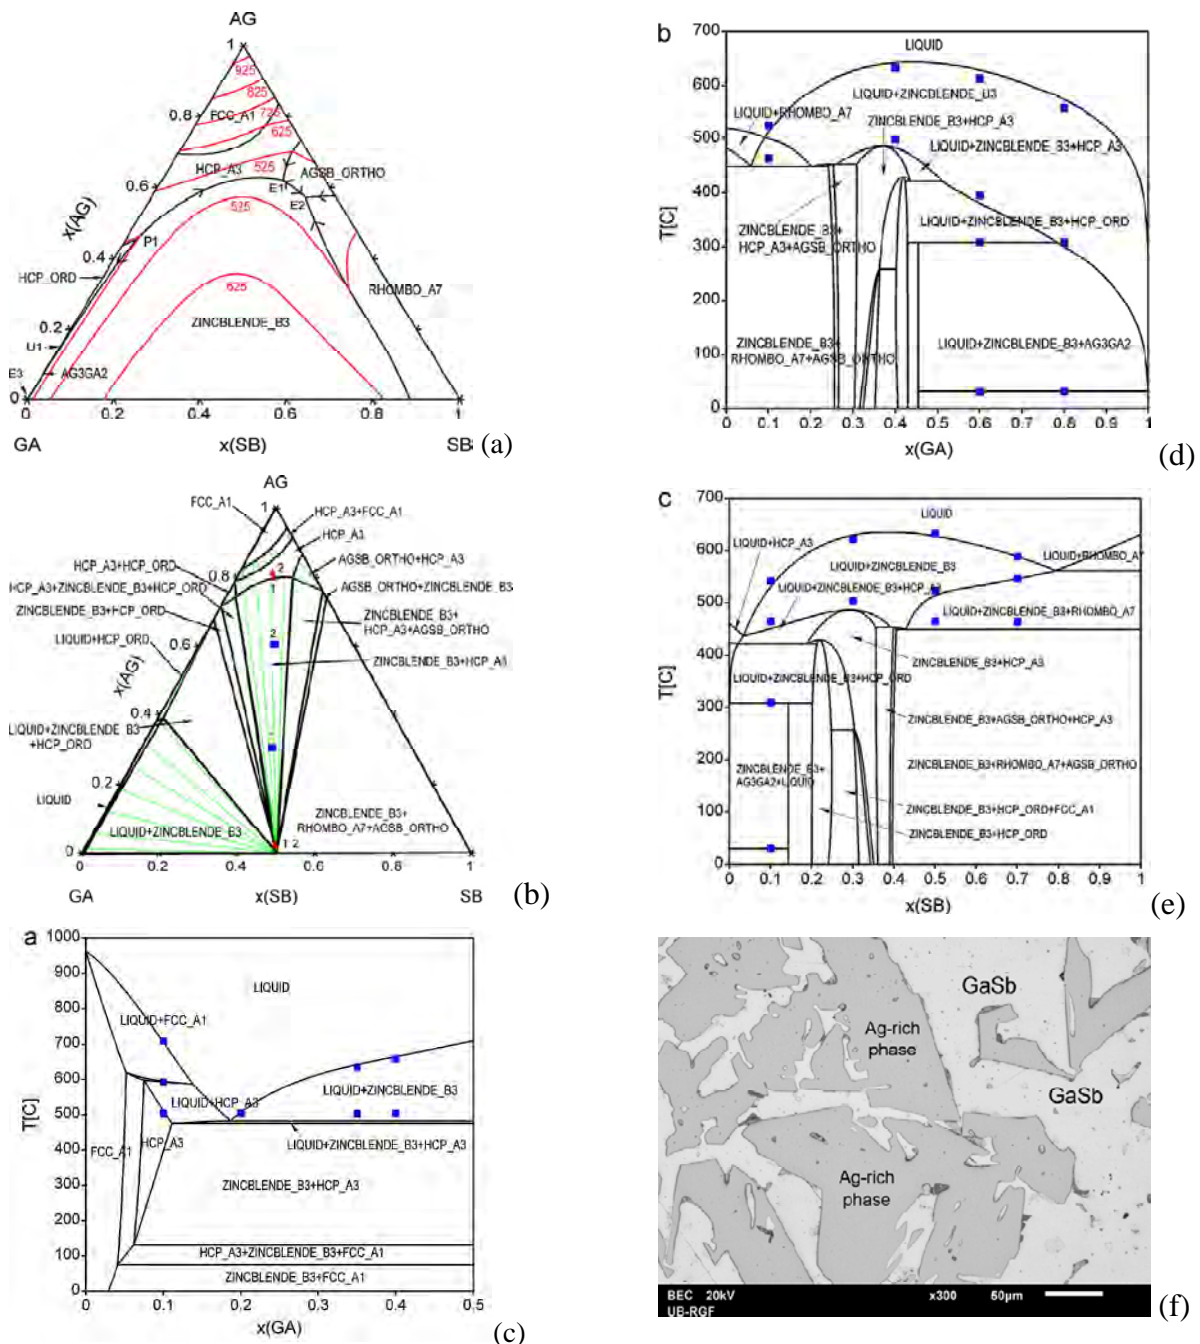 AG
1
925
825
0.8
FCC_A1
725
625
HCP_A3
525
AGSB_ORTHO
0.6
E1
E2
x(AG)
525
P1
0.4
HCP_ORD
625
RHOMBO_A7
ZINCBLENDE_B3
0.2
U1
E3
AG3GA2
0
0 0.2 0.4 0.6 0.8 1
GA x(SB) SB
(a)
b
700
LIQUID
600
LIQUID+RHOMBO_A7
ZINCBLENDE_B3+HCP_A3
500
LIQUID+ZINCBLENDE_B3+HCP_A3
400
T[C]
LIQUID+ZINCBLENDE_B3+HCP_ORD
ZINCBLENDE_B3+
HCP_A3+AGSB_ORTHO
300
200
ZINCBLENDE_B3+
RHOMBO_A7+AGSB_ORTHO
LIQUID+ZINCBLENDE_B3+AG3GA2
100
0
0 0.1 0.2 0.3 0.4 0.5 0.6 0.7 0.8 0.9 1
x(GA)
(d)
AG
FCC_A1
1
HCP_A3+FCC_A1
HCP_A3
HCP_A3+HCP_ORD
AGSB_ORTHO+HCP_A3
0.8
2
1
HCP_A3+ZINCBLENDE_B3+HCP_ORD
AGSB_ORTHO+ZINCBLENDE_B3
ZINCBLENDE_B3+HCP_ORD
ZINCBLENDE_B3+
HCP_A3+AGSB_ORTHO
LIQUID+HCP_ORD
0.6
2
ZINCBLENDE_B3+HCP_A3
x(AG)
0.4
LIQUID+ZINCBLENDE_B3
+HCP_ORD
0.2
LIQUID
LIQUID+ZINCBLENDE_B3
ZINCBLENDE_B3+
RHOMBO_A7+AGSB_ORTHO
1 2
0
0 0.2 0.4 0.6 0.8 1
GA x(SB) SB
(b)
c
700
LIQUID
LIQUID+HCP_A3
LIQUID+RHOMBO_A7
600
LIQUID+ZINCBLENDE_B3
LIQUID+ZINCBLENDE_B3+HCP_A3
500
LIQUID+ZINCBLENDE_B3+RHOMBO_A7
ZINCBLENDE_B3+HCP_A3
400
T[C]
LIQUID+ZINCBLENDE_B3+HCP_ORD
300
ZINCBLENDE_B3+AGSB_ORTHO+HCP_A3
200
ZINCBLENDE_B3+
AG3GA2+LIQUID
ZINCBLENDE_B3+RHOMBO_A7+AGSB_ORTHO
100
ZINCBLENDE_B3+HCP_ORD+FCC_A1
ZINCBLENDE_B3+HCP_ORD
0
0 0.1 0.2 0.3 0.4 0.5 0.6 0.7 0.8 0.9 1
x(SB)
(e)
a
1000
900
LIQUID
800
LIQUID+FCC_A1
700
600
LIQUID+ZINCBLENDE_B3
LIQUID+HCP_A3
500
T[C]
FCC_A1
HCP_A3
LIQUID+ZINCBLENDE_B3+HCP_A3
400
300
ZINCBLENDE_B3+HCP_A3
200
100
HCP_A3+ZINCBLENDE_B3+FCC_A1
ZINCBLENDE_B3+FCC_A1
0
0 0.1 0.2 0.3 0.4 0.5
x(GA)
(c)
GaSb
Ag-rich
phase
GaSb
Ag-rich
phase
BEC 20kV x300 50µm
UB-RGF
(f)